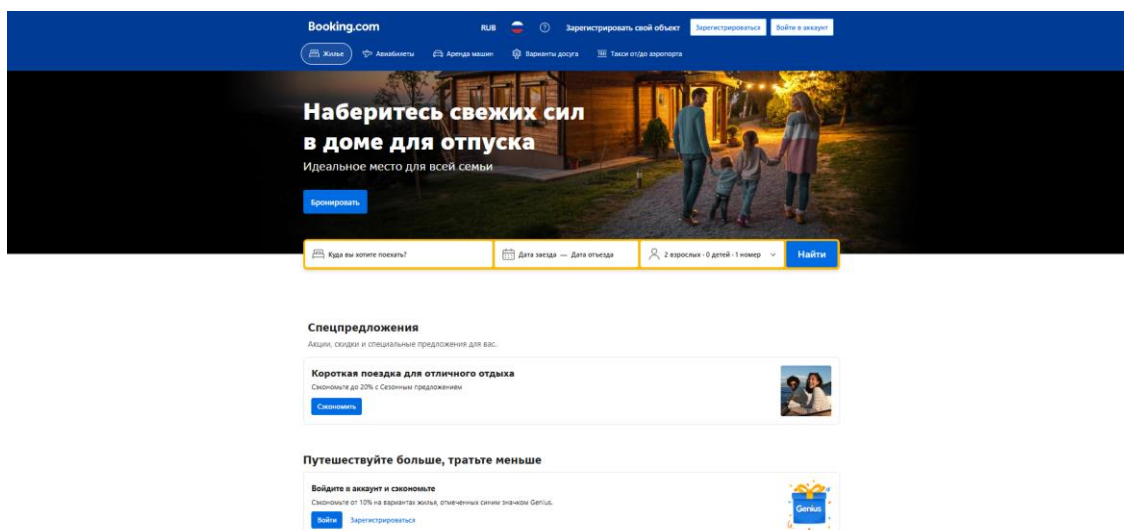 Booking.com
RUB
Зарегистрировать свой объект
Зарегистрироваться
Войти в аккаунт
Жилье
Авиабилеты
Аренда машин
Варианты досуга
Такси от/до аэропорта
Наберитесь свежих сил
в доме для отпуска
Идеальное место для всей семьи
Бронировать
Куда вы хотите поехать?
Дата заезда — Дата отъезда
2 взрослых · 0 детей · 1 номер
Найти
Спецпредложения
Акции, скидки и специальные предложения для вас.
Короткая поездка для отличного отдыха
Сэкономьте до 20% с Сезонным предложением
Сэкономить
Путешествуйте больше, тратьте меньше
Войдите в аккаунт и сэкономьте
Сэкономьте от 10% на вариантах жилья, отмеченных синим значком Genius.
Genius
Войти
Зарегистрироваться